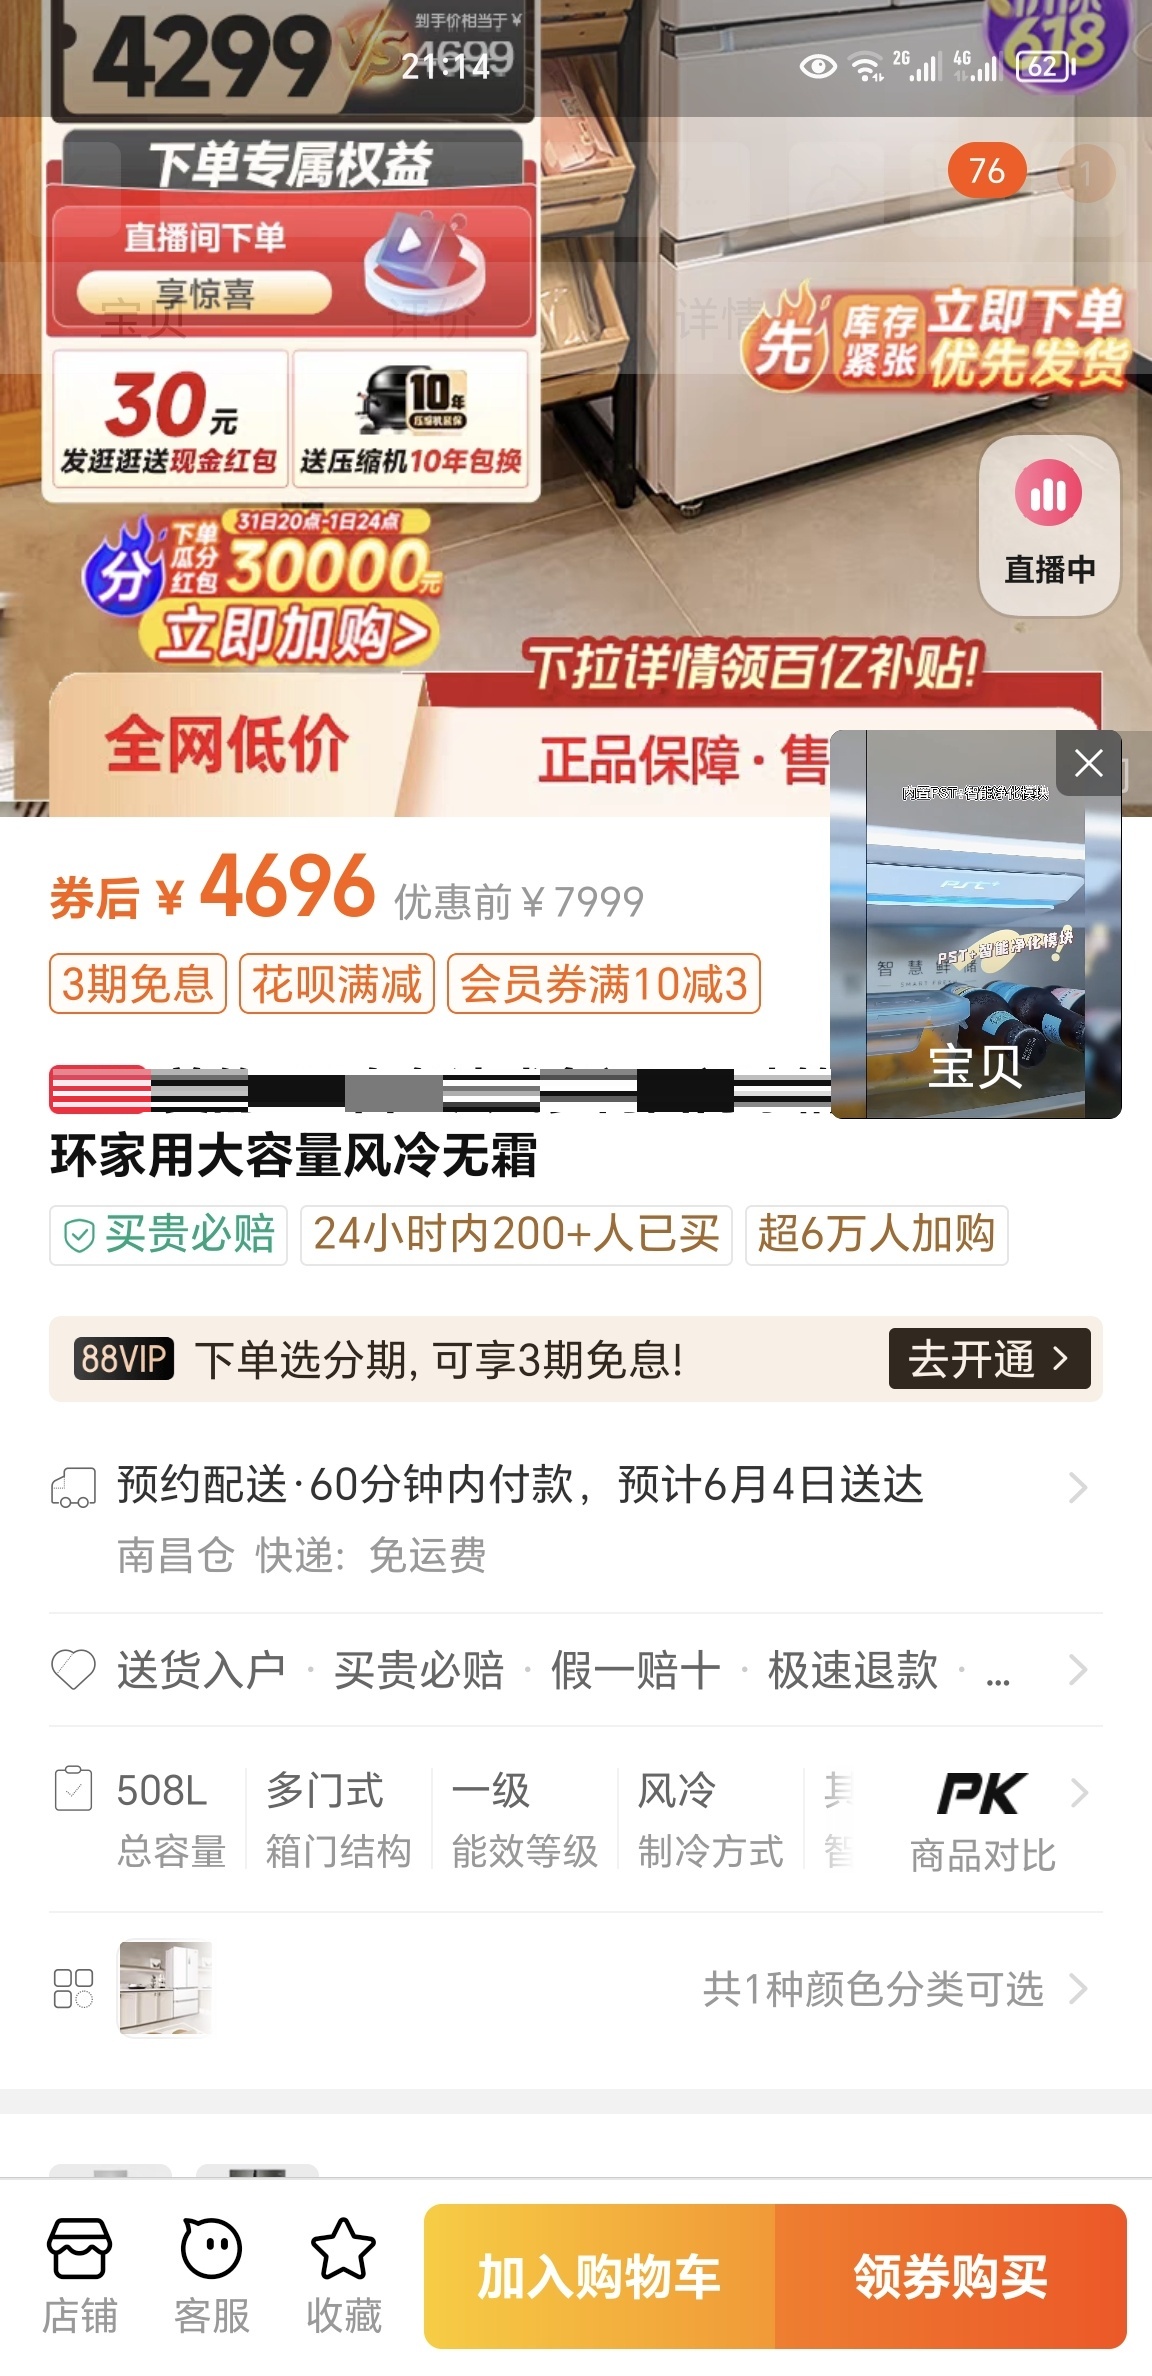 4299
VS
到手价相当于¥
4699
618
21:14
2G
4G
62
下单专属权益
76
1
直播间下单
享惊喜
宝贝
评价
详情
先
库存
紧张
立即下单
优先发货
30元
发逛逛送现金红包
10年
送压缩机10年包换
直播中
分
下单
瓜分
红包
31日20点-1日24点
30000元
立即加购>
下拉详情领百亿补贴!
全网低价
正品保障·售
内置PST+智能净化模块
PST+
PST+智能净化模块
宝贝
券后 ¥ 4696 优惠前 ¥ 7999
3期免息
花呗满减
会员券满10减3
环家用大容量风冷无霜
买贵必赔
24小时内200+人已买
超6万人加购
88VIP
下单选分期, 可享3期免息!
去开通
预约配送·60分钟内付款，预计6月4日送达
南昌仓 快递: 免运费
送货入户 · 买贵必赔 · 假一赔十 · 极速退款 · ...
508L
总容量
多门式
箱门结构
一级
能效等级
风冷
制冷方式
PK
商品对比
共1种颜色分类可选
店铺
客服
收藏
加入购物车
领券购买